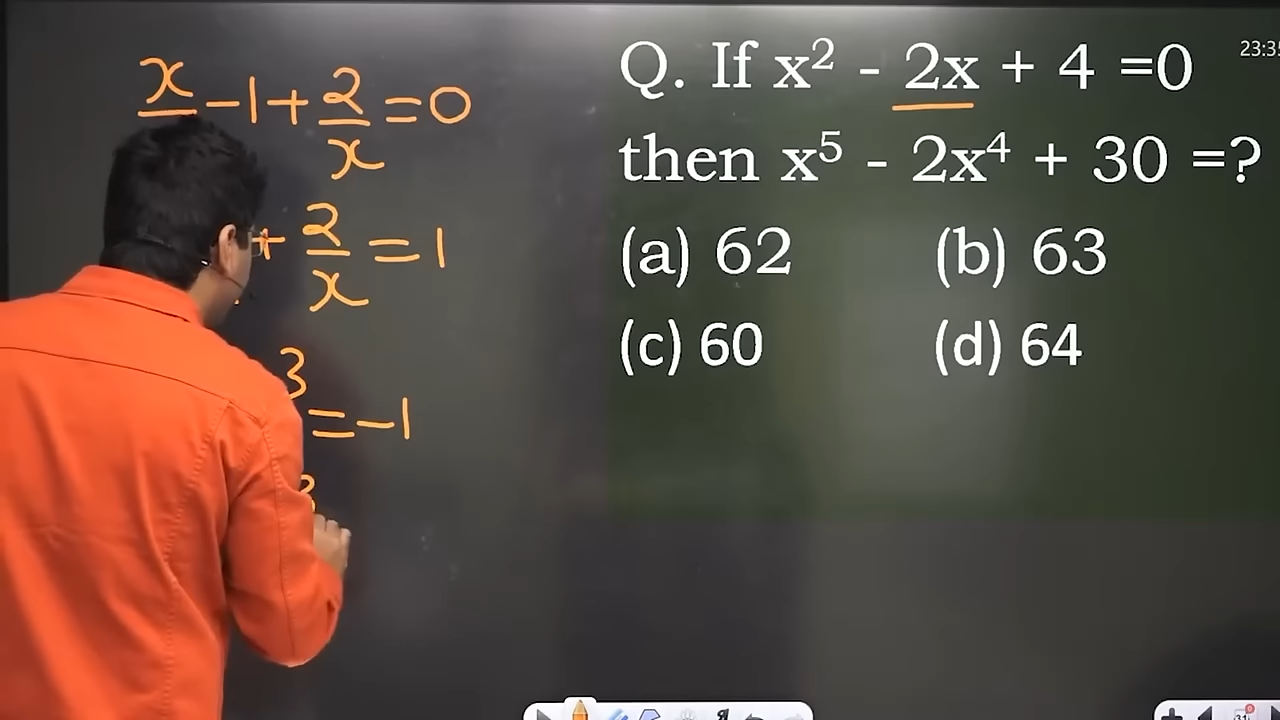 x - 1 + 2/x = 0
+ 2/x = 1
3
= -1
Q. If x² - 2x + 4 =0
then x⁵ - 2x⁴ + 30 =?
(a) 62 (b) 63
(c) 60 (d) 64
23:35